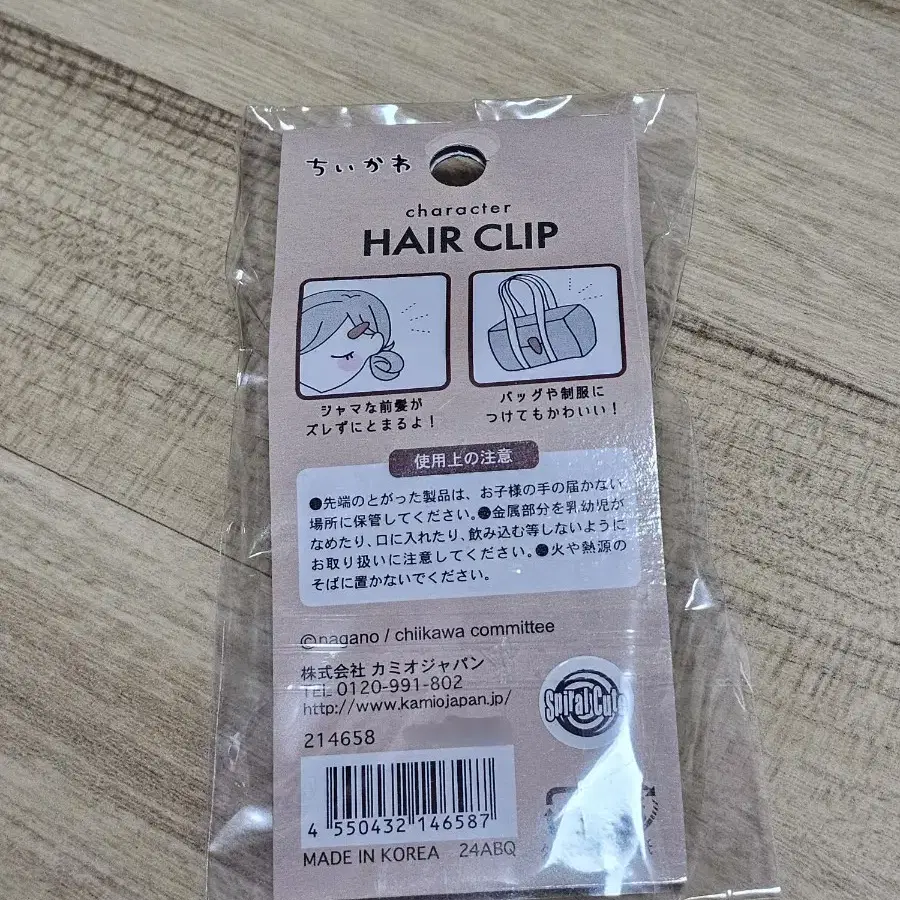 ちいかわ
character
HAIR CLIP
ジャマな前髪が
ズレずにとまるよ！
バッグや制服に
つけてもかわいい！
使用上の注意
●先端のとがった製品は、お子様の手の届かない
場所に保管してください。●金属部分を乳幼児が
なめたり、口に入れたり、飲み込む等しないように
お取り扱いに注意してください。●火や熱源の
そばに置かないでください。
©nagano / chiikawa committee
株式会社 カミオジャパン
TEL 0120-991-802
http://www.kamiojapan.jp/
Spiral Cute
214658
4 550432 146587
MADE IN KOREA 24ABQ